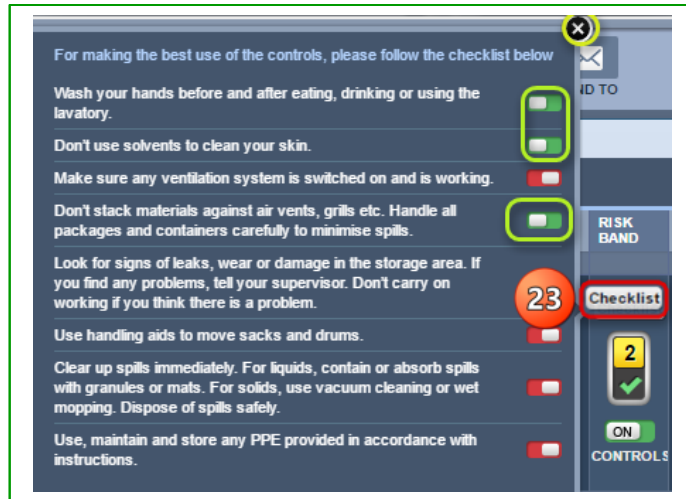 For making the best use of the controls, please follow the checklist below
Wash your hands before and after eating, drinking or using the
lavatory.
Don't use solvents to clean your skin.
Make sure any ventilation system is switched on and is working.
Don't stack materials against air vents, grills etc. Handle all
packages and containers carefully to minimise spills.
Look for signs of leaks, wear or damage in the storage area. If
you find any problems, tell your supervisor. Don't carry on
working if you think there is a problem.
Use handling aids to move sacks and drums.
Clear up spills immediately. For liquids, contain or absorb spills
with granules or mats. For solids, use vacuum cleaning or wet
mopping. Dispose of spills safely.
Use, maintain and store any PPE provided in accordance with
instructions.
23
TO
RISK
BAND
Checklist
2
ON
CONTROLS